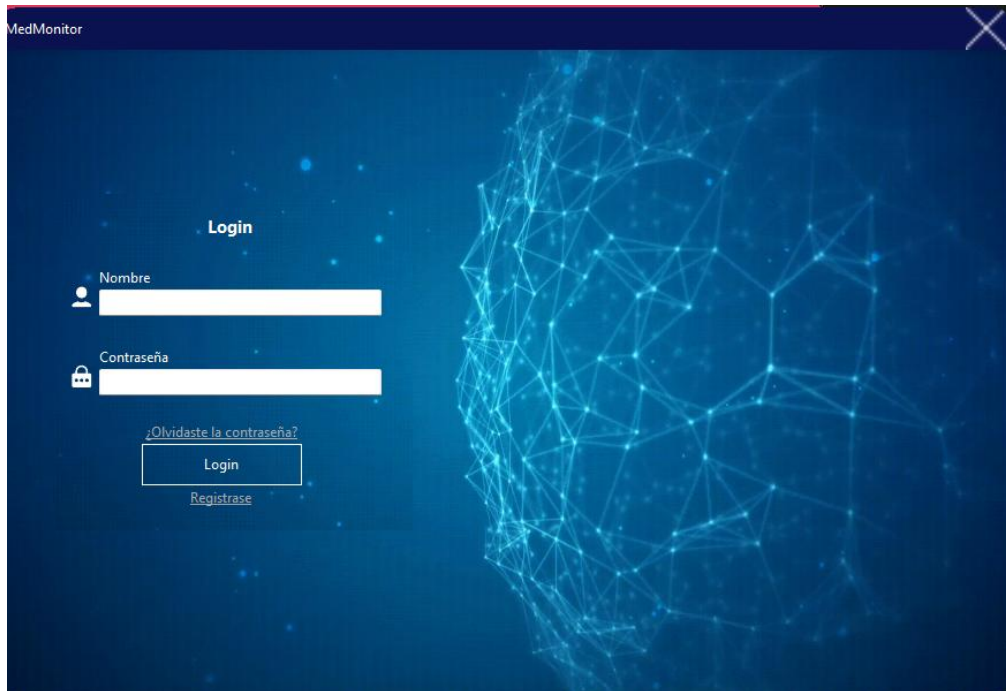 MedMonitor
Login
Nombre
Contraseña
¿Olvidaste la contraseña?
Login
Registrase